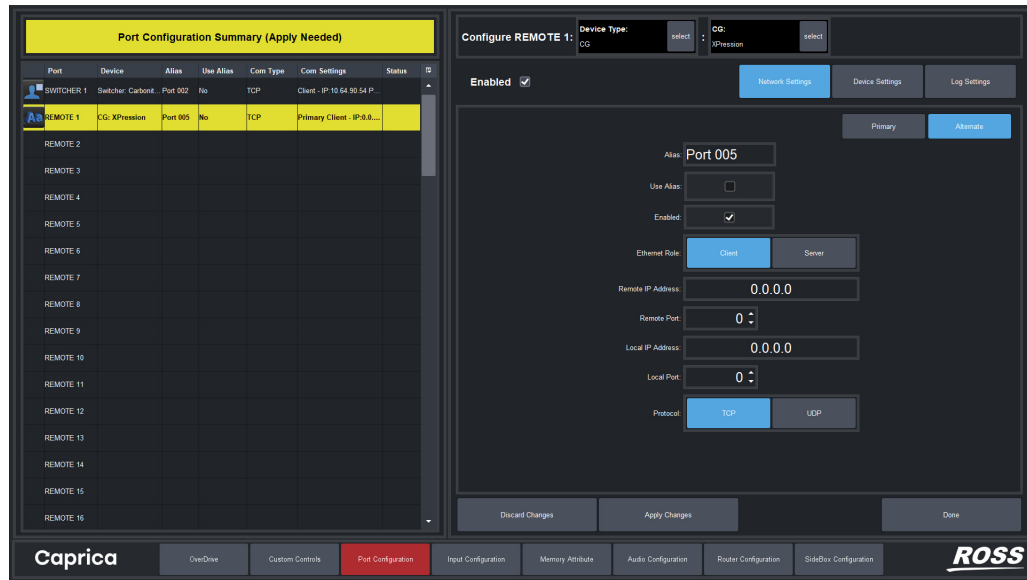 Port Configuration Summary (Apply Needed)
Port Device Alias Use Alias Com Type Com Settings Status
SWITCHER 1 Switcher: Carbonit... Port 002 No TCP Client - IP:10.64.90.54 P...
Aa REMOTE 1 CG: XPression Port 005 No TCP Primary Client - IP:0.0....
REMOTE 2
REMOTE 3
REMOTE 4
REMOTE 5
REMOTE 6
REMOTE 7
REMOTE 8
REMOTE 9
REMOTE 10
REMOTE 11
REMOTE 12
REMOTE 13
REMOTE 14
REMOTE 15
REMOTE 16
Configure REMOTE 1: Device Type: CG select : CG: XPression select
Enabled Network Settings Device Settings Log Settings
Primary Alternate
Alias: Port 005
Use Alias:
Enabled:
Ethernet Role: Client Server
Remote IP Address: 0.0.0.0
Remote Port: 0
Local IP Address: 0.0.0.0
Local Port: 0
Protocol: TCP UDP
Discard Changes Apply Changes Done
Caprica OverDrive Custom Controls Port Configuration Input Configuration Memory Attribute Audio Configuration Router Configuration SideBox Configuration ROSS